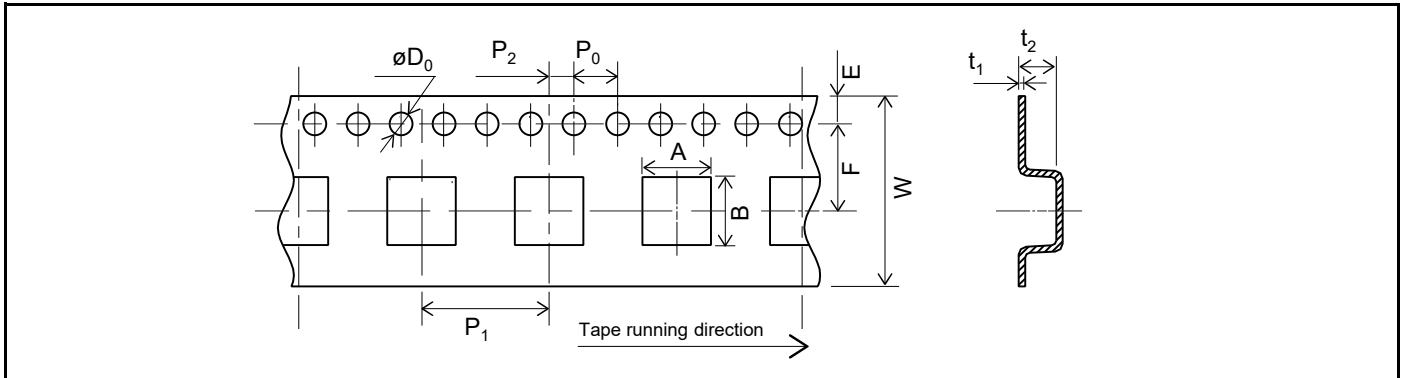 t₂
P₂
P₀
E
øD₀
t₁
A
F
B
W
P₁
Tape running direction